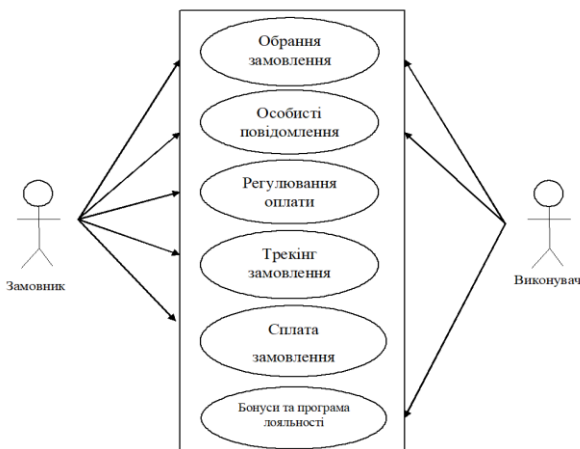 Обрання
замовлення
Особисті
повідомлення
Регулювання
оплати
Трекінг
замовлення
Сплата
замовлення
Бонуси та програма
лояльності
Замовник
Виконувач